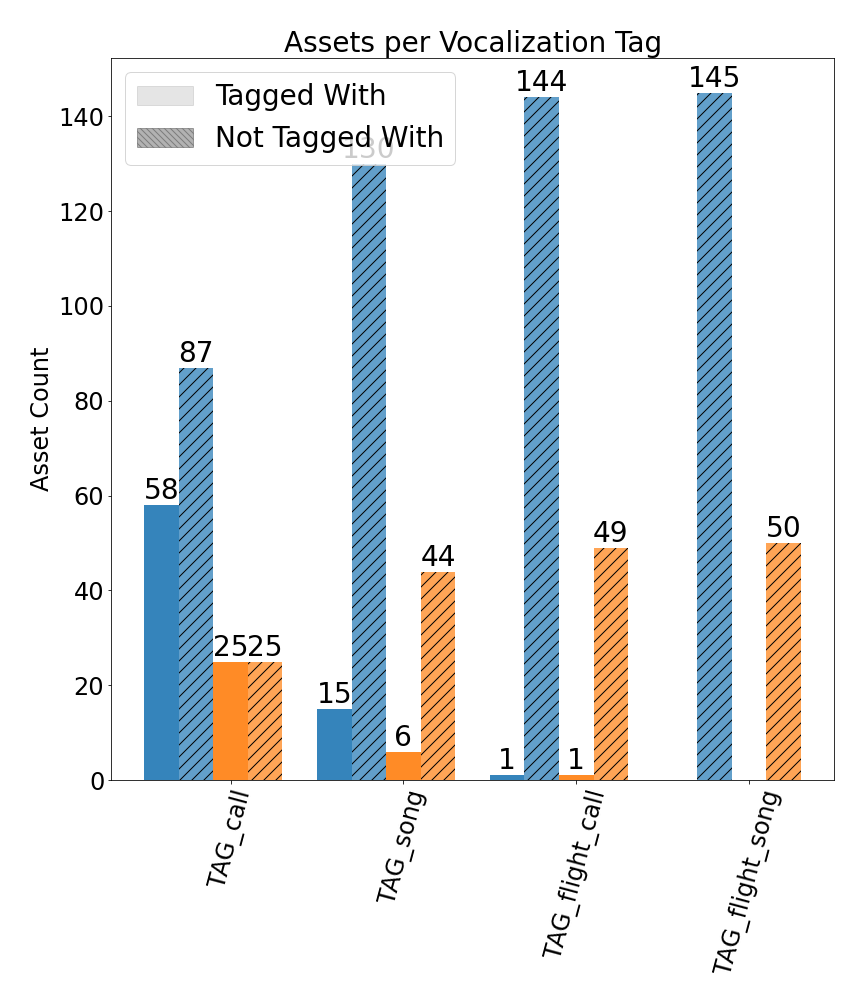 Assets per Vocalization Tag
Tagged With
Not Tagged With
Asset Count
140
120
100
80
60
40
20
0
58
87
25
25
15
130
6
44
1
144
1
49
145
50
TAG_call
TAG_song
TAG_flight_call
TAG_flight_song